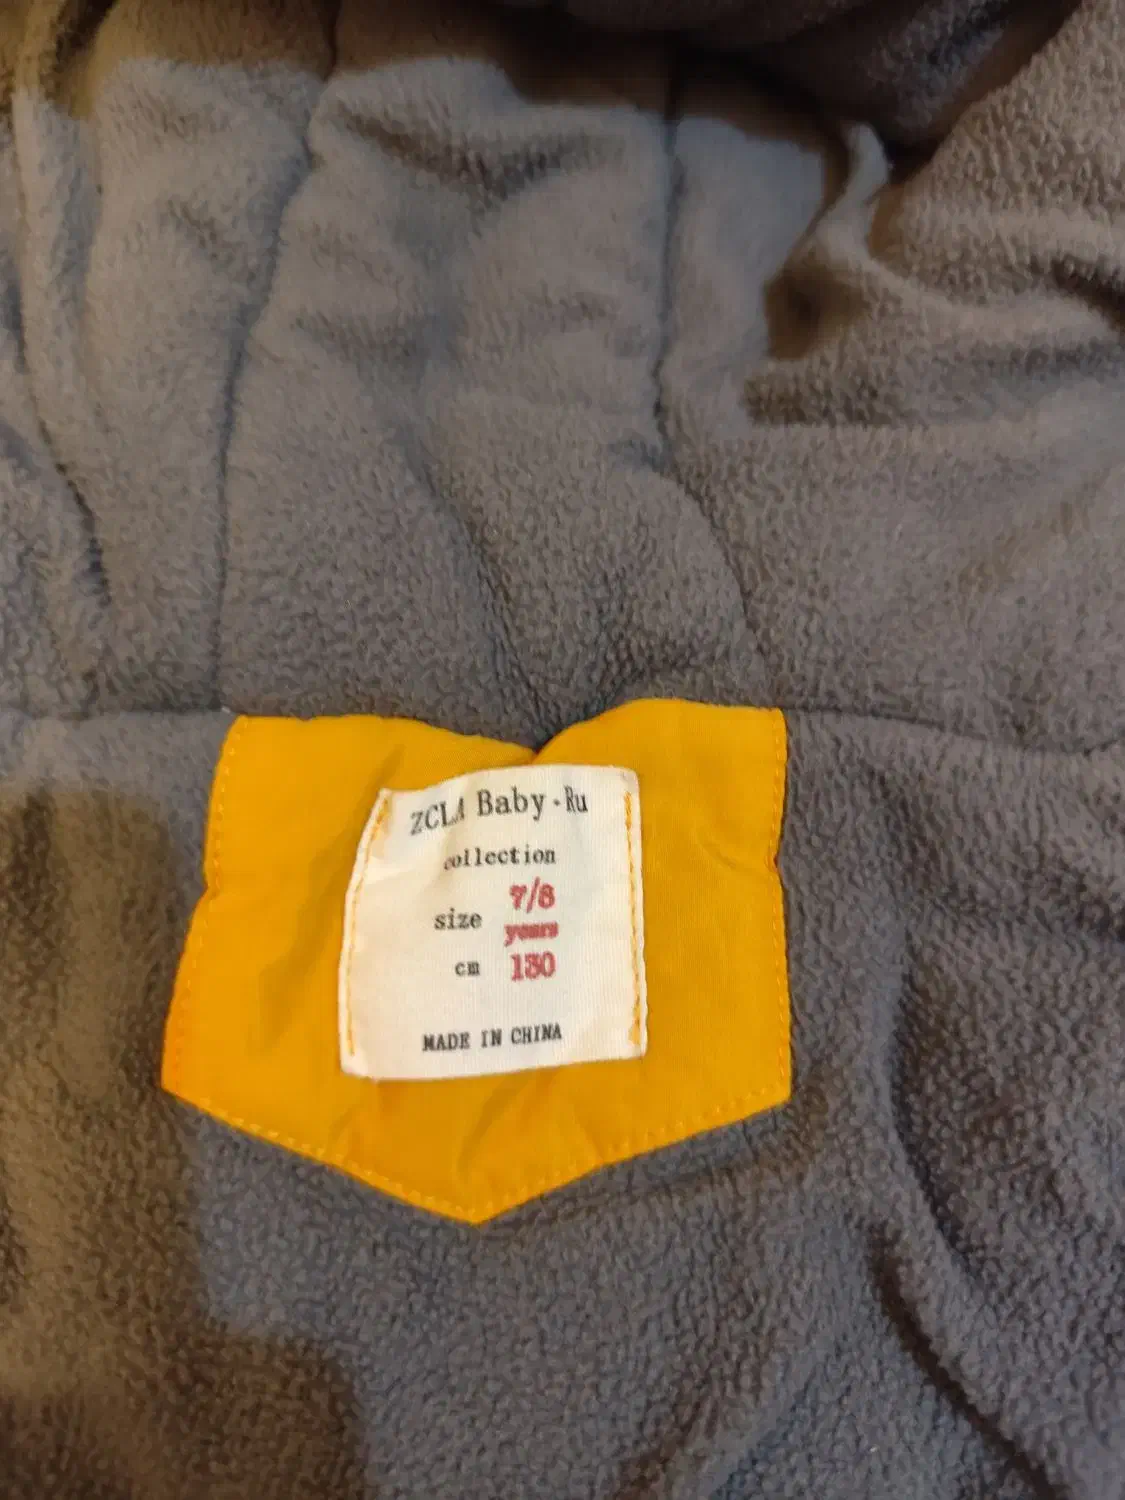 ZCLA Baby-Ru
collection
size 7/8 years
cm 130
MADE IN CHINA